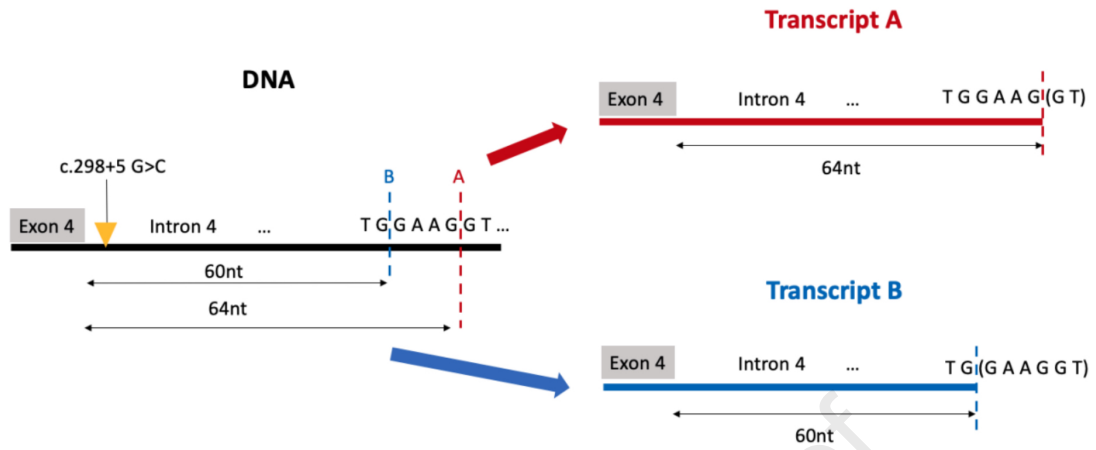 DNA
c.298+5 G>C
B
A
Exon 4
Intron 4
...
T G G A A G G T ...
60nt
64nt
Transcript A
Exon 4
Intron 4
...
T G G A A G (G T)
64nt
Transcript B
Exon 4
Intron 4
...
T G (G A A G G T)
60nt